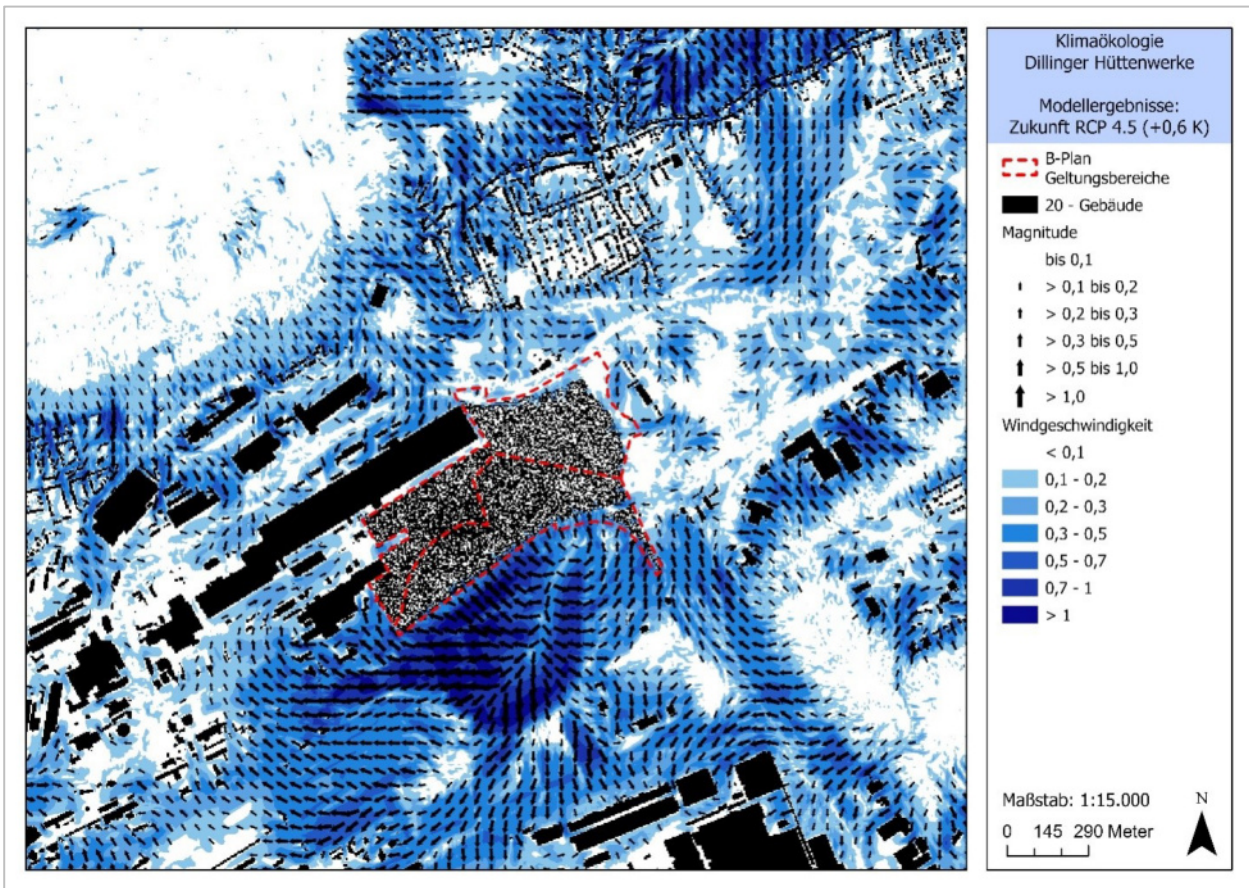 Klimaökologie
Dillinger Hüttenwerke
Modellergebnisse:
Zukunft RCP 4.5 (+0,6 K)
B-Plan
Geltungsbereiche
20 - Gebäude
Magnitude
bis 0,1
> 0,1 bis 0,2
> 0,2 bis 0,3
> 0,3 bis 0,5
> 0,5 bis 1,0
> 1,0
Windgeschwindigkeit
< 0,1
0,1 - 0,2
0,2 - 0,3
0,3 - 0,5
0,5 - 0,7
0,7 - 1
> 1
Maßstab: 1:15.000
N
0 145 290 Meter